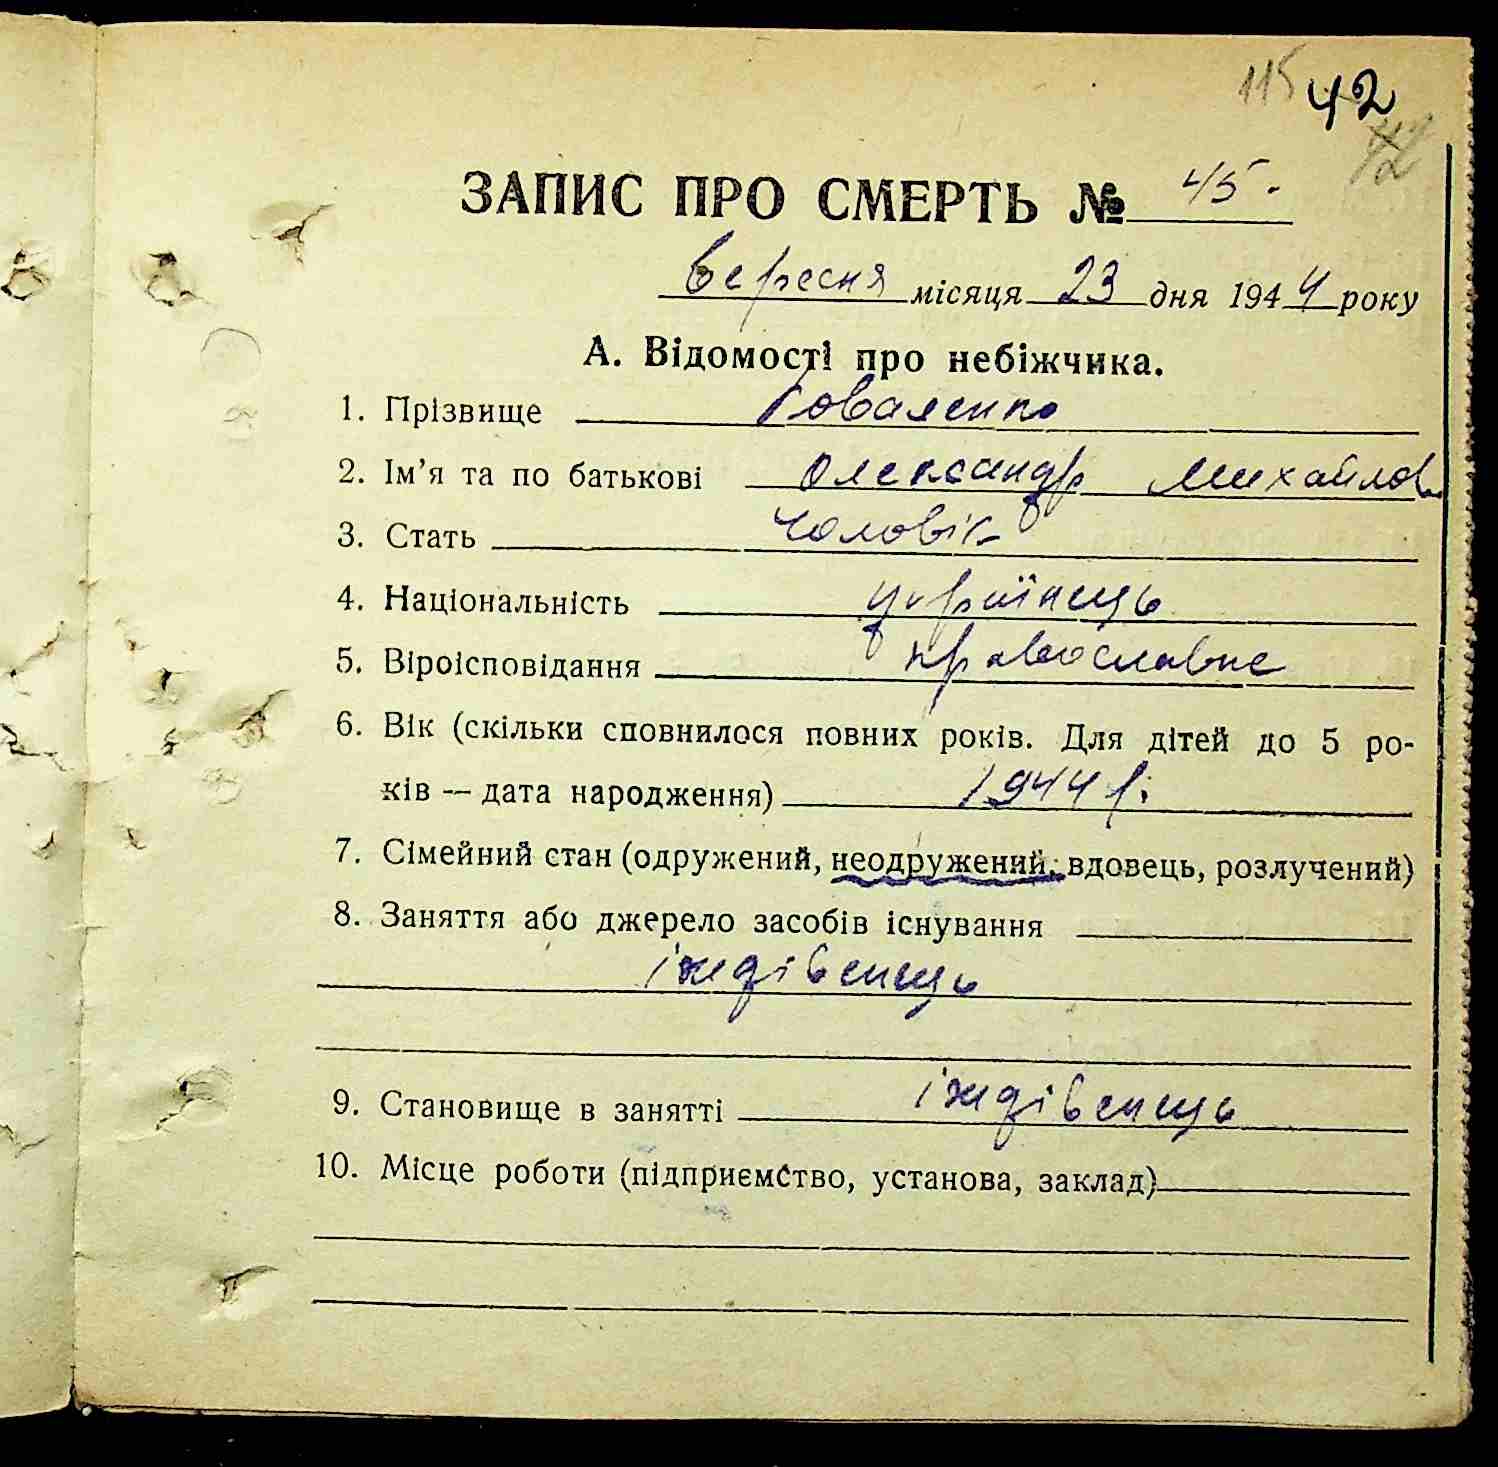 115 42
42
ЗАПИС ПРО СМЕРТЬ № 45.
вересня місяця 23 дня 1944 року
А. Відомості про небіжчика.
1. Прізвище Коваленко
2. Ім’я та по батькові Олександр Михайлов
3. Стать чоловік
4. Національність українець
5. Віроісповідання православне
6. Вік (скільки сповнилося повних років. Для дітей до 5 ро-
ків — дата народження) 1944 р.
7. Сімейний стан (одружений, неодружений, вдовець, розлучений)
8. Заняття або джерело засобів існування
іждівенець
9. Становище в занятті іждівенець
10. Місце роботи (підприємство, установа, заклад)